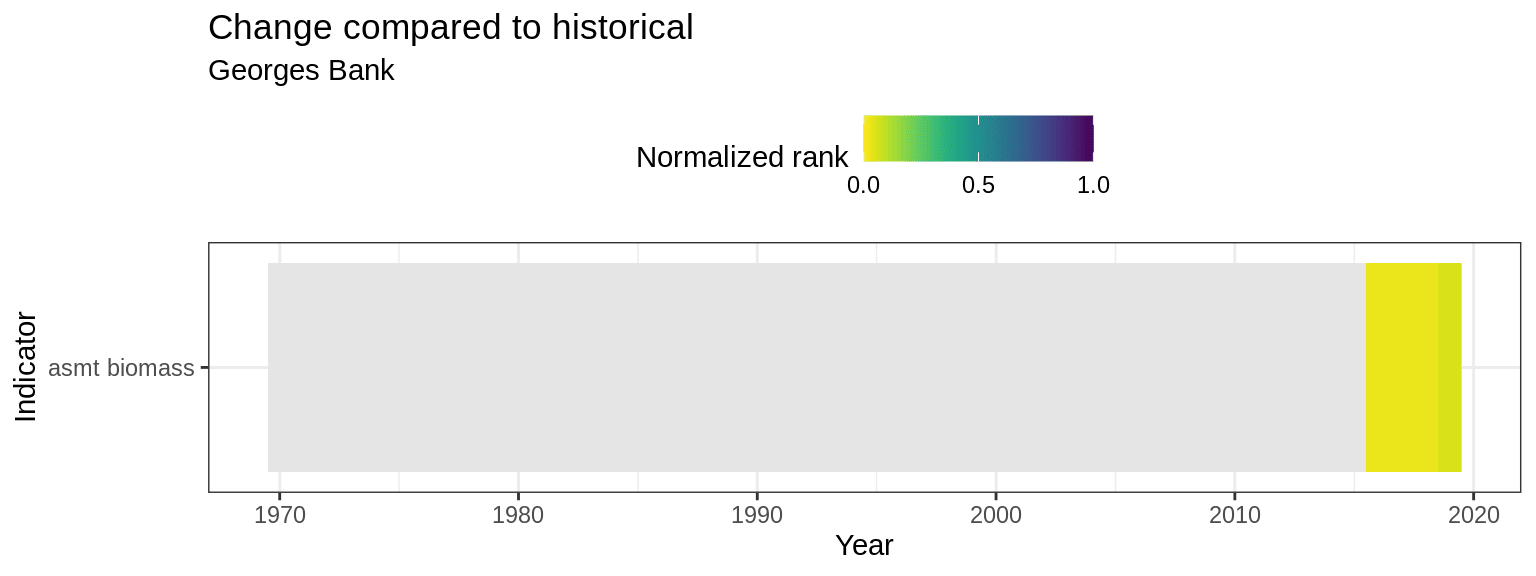 Change compared to historical
Georges Bank
Normalized rank
0.0 0.5 1.0
Indicator
asmt biomass
1970 1980 1990 2000 2010 2020
Year